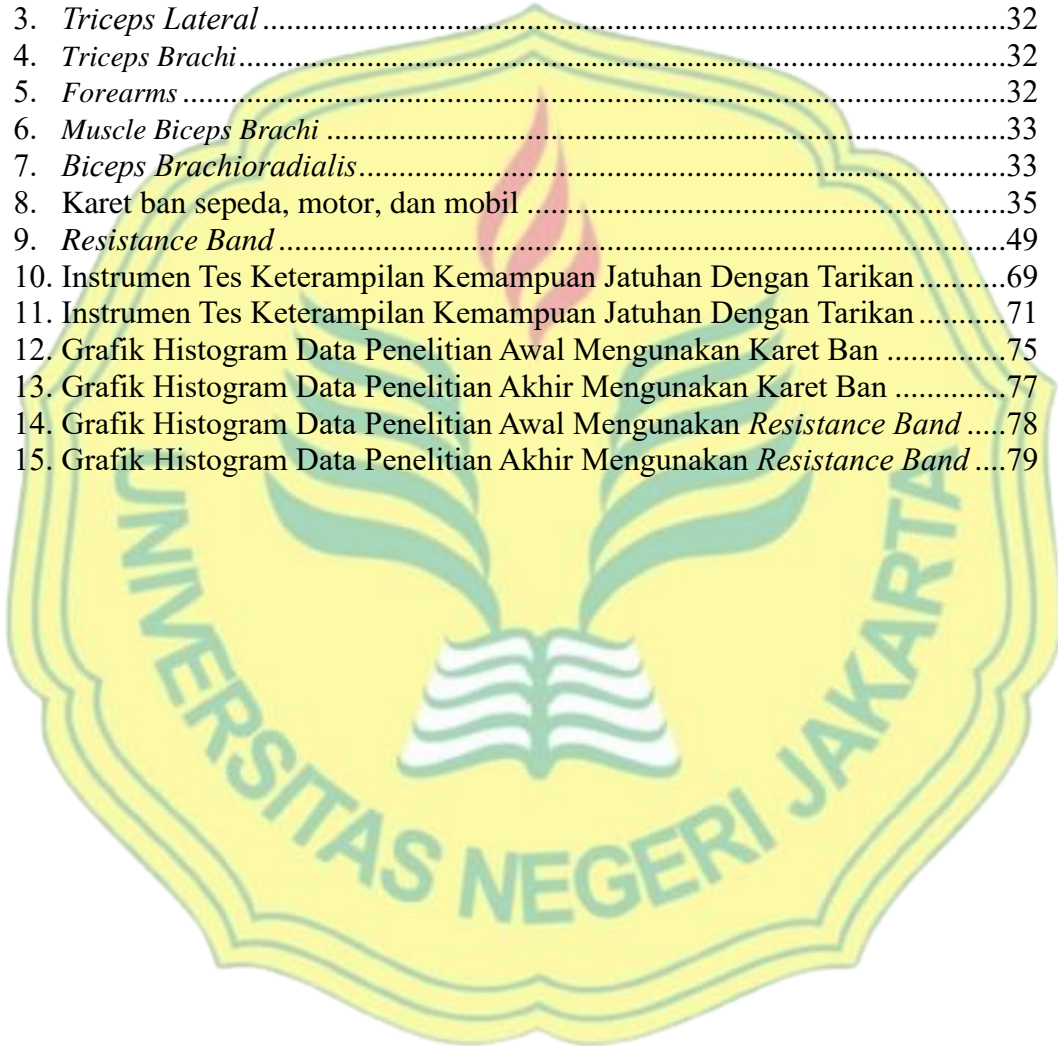 3. Triceps Lateral..........32
4. Triceps Brachi..........32
5. Forearms..........32
6. Muscle Biceps Brachi..........33
7. Biceps Brachioradialis..........33
8. Karet ban sepeda, motor, dan mobil..........35
9. Resistance Band..........49
10. Instrumen Tes Keterampilan Kemampuan Jatuhan Dengan Tarikan...........69
11. Instrumen Tes Keterampilan Kemampuan Jatuhan Dengan Tarikan...........71
12. Grafik Histogram Data Penelitian Awal Mengunakan Karet Ban...............75
13. Grafik Histogram Data Penelitian Akhir Mengunakan Karet Ban..............77
14. Grafik Histogram Data Penelitian Awal Mengunakan Resistance Band.....78
15. Grafik Histogram Data Penelitian Akhir Mengunakan Resistance Band....79
UNIVERSITAS NEGERI JAKARTA